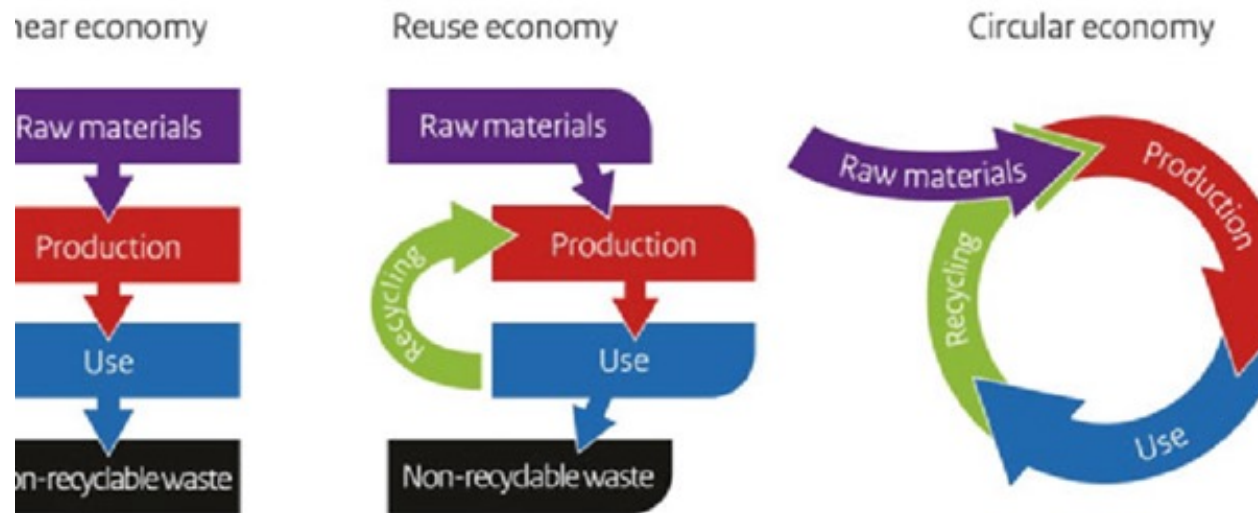 near economy
Raw materials
Production
Use
on-recyclable waste
Reuse economy
Raw materials
Production
Recycling
Use
Non-recyclable waste
Circular economy
Raw materials
Production
Use
Recycling